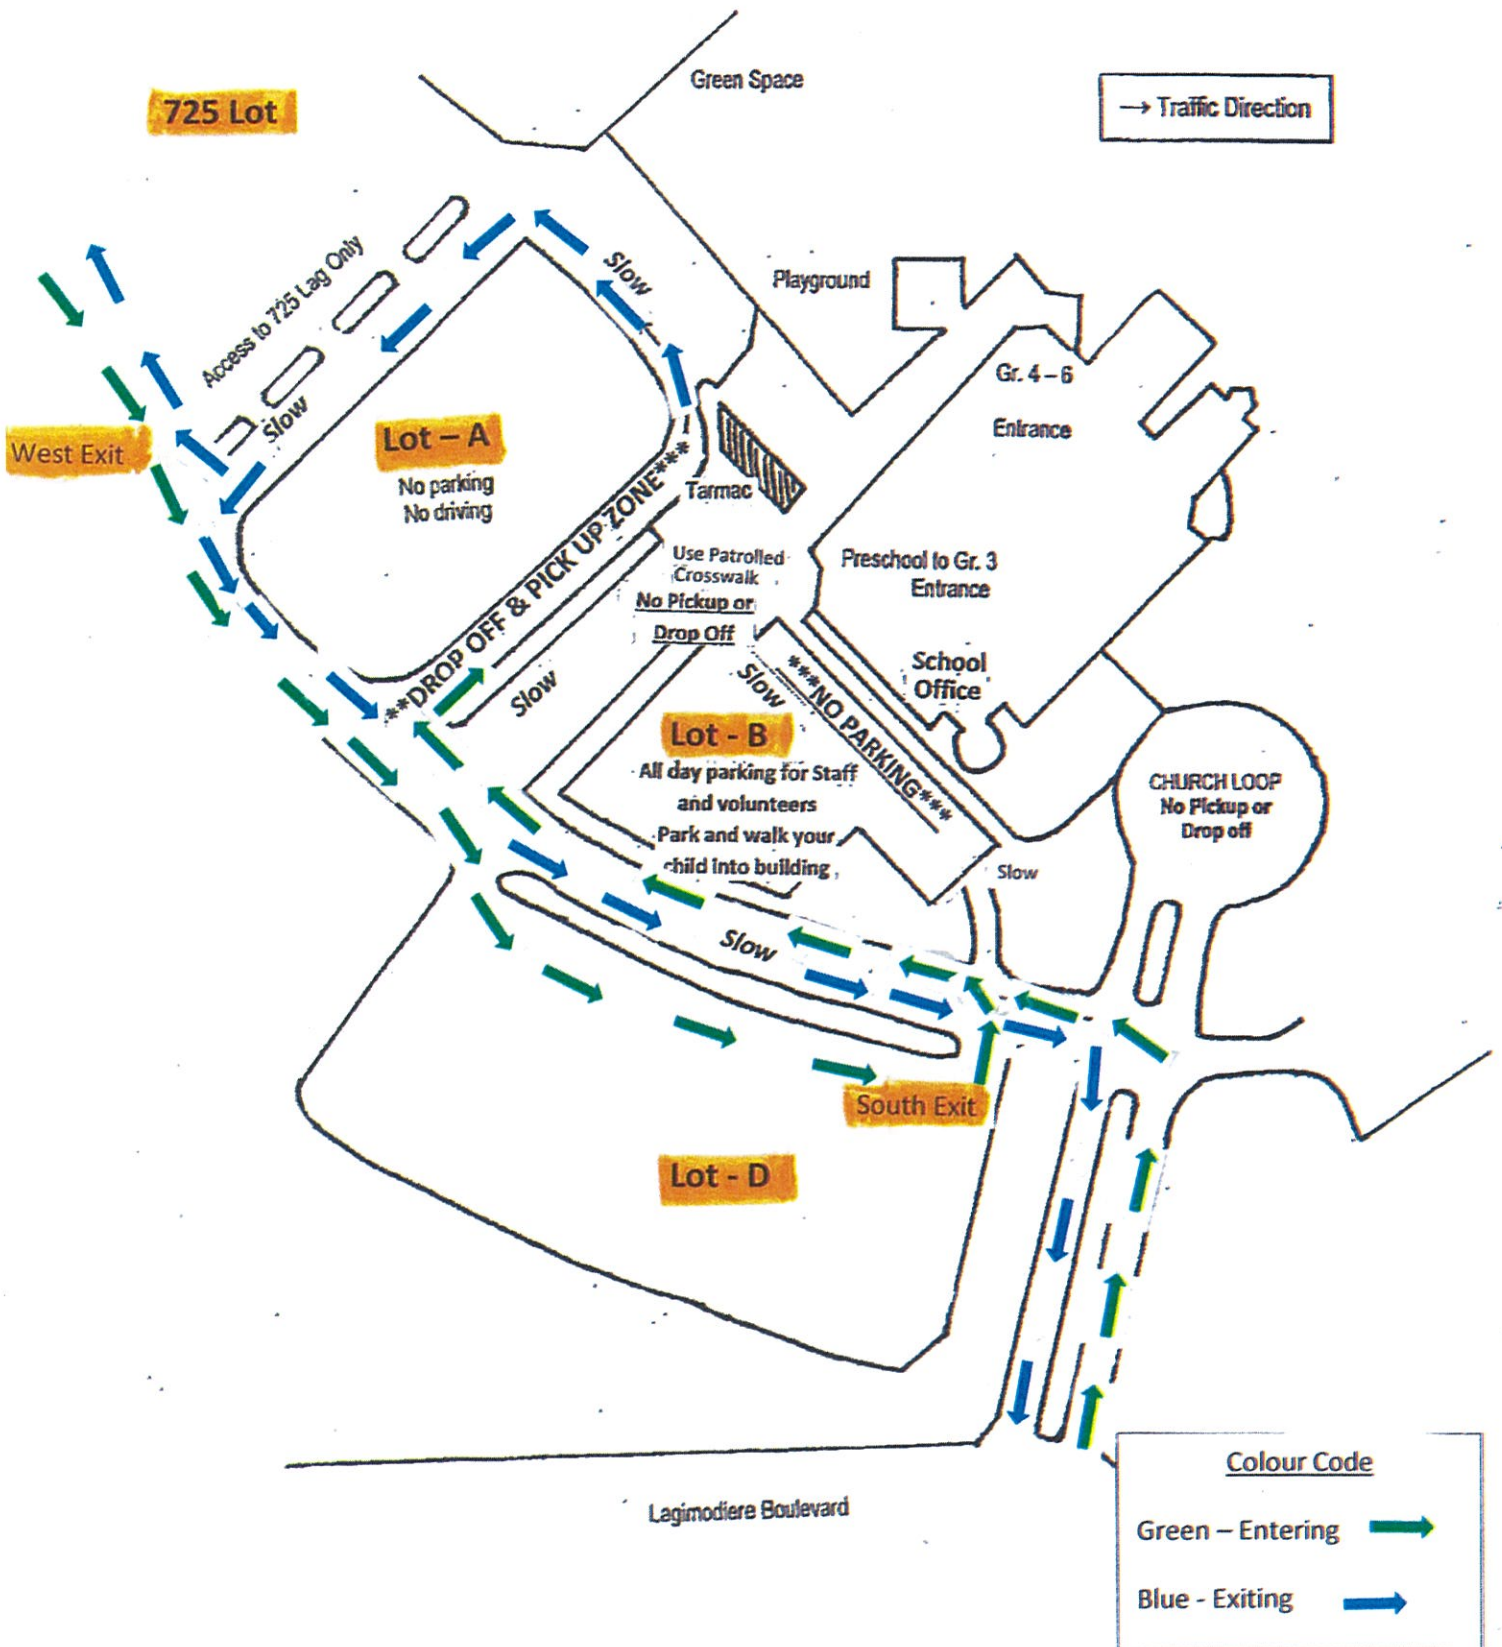 Green Space
725 Lot
→ Traffic Direction
Slow
Playground
Access to 725 Lag Only
Gr. 4 – 6
Entrance
Slow
West Exit
Lot – A
No parking
No driving
Tarmac
**DROP OFF & PICK UP ZONE***
Use Patrolled
Crosswalk
No Pickup or
Drop Off
Preschool to Gr. 3
Entrance
School
Office
Slow
Slow
***NO PARKING***
Lot - B
All day parking for Staff
and volunteers
Park and walk your
child into building
CHURCH LOOP
No Pickup or
Drop off
Slow
Slow
South Exit
Lot - D
Lagimodiere Boulevard
Colour Code
Green – Entering
Blue - Exiting